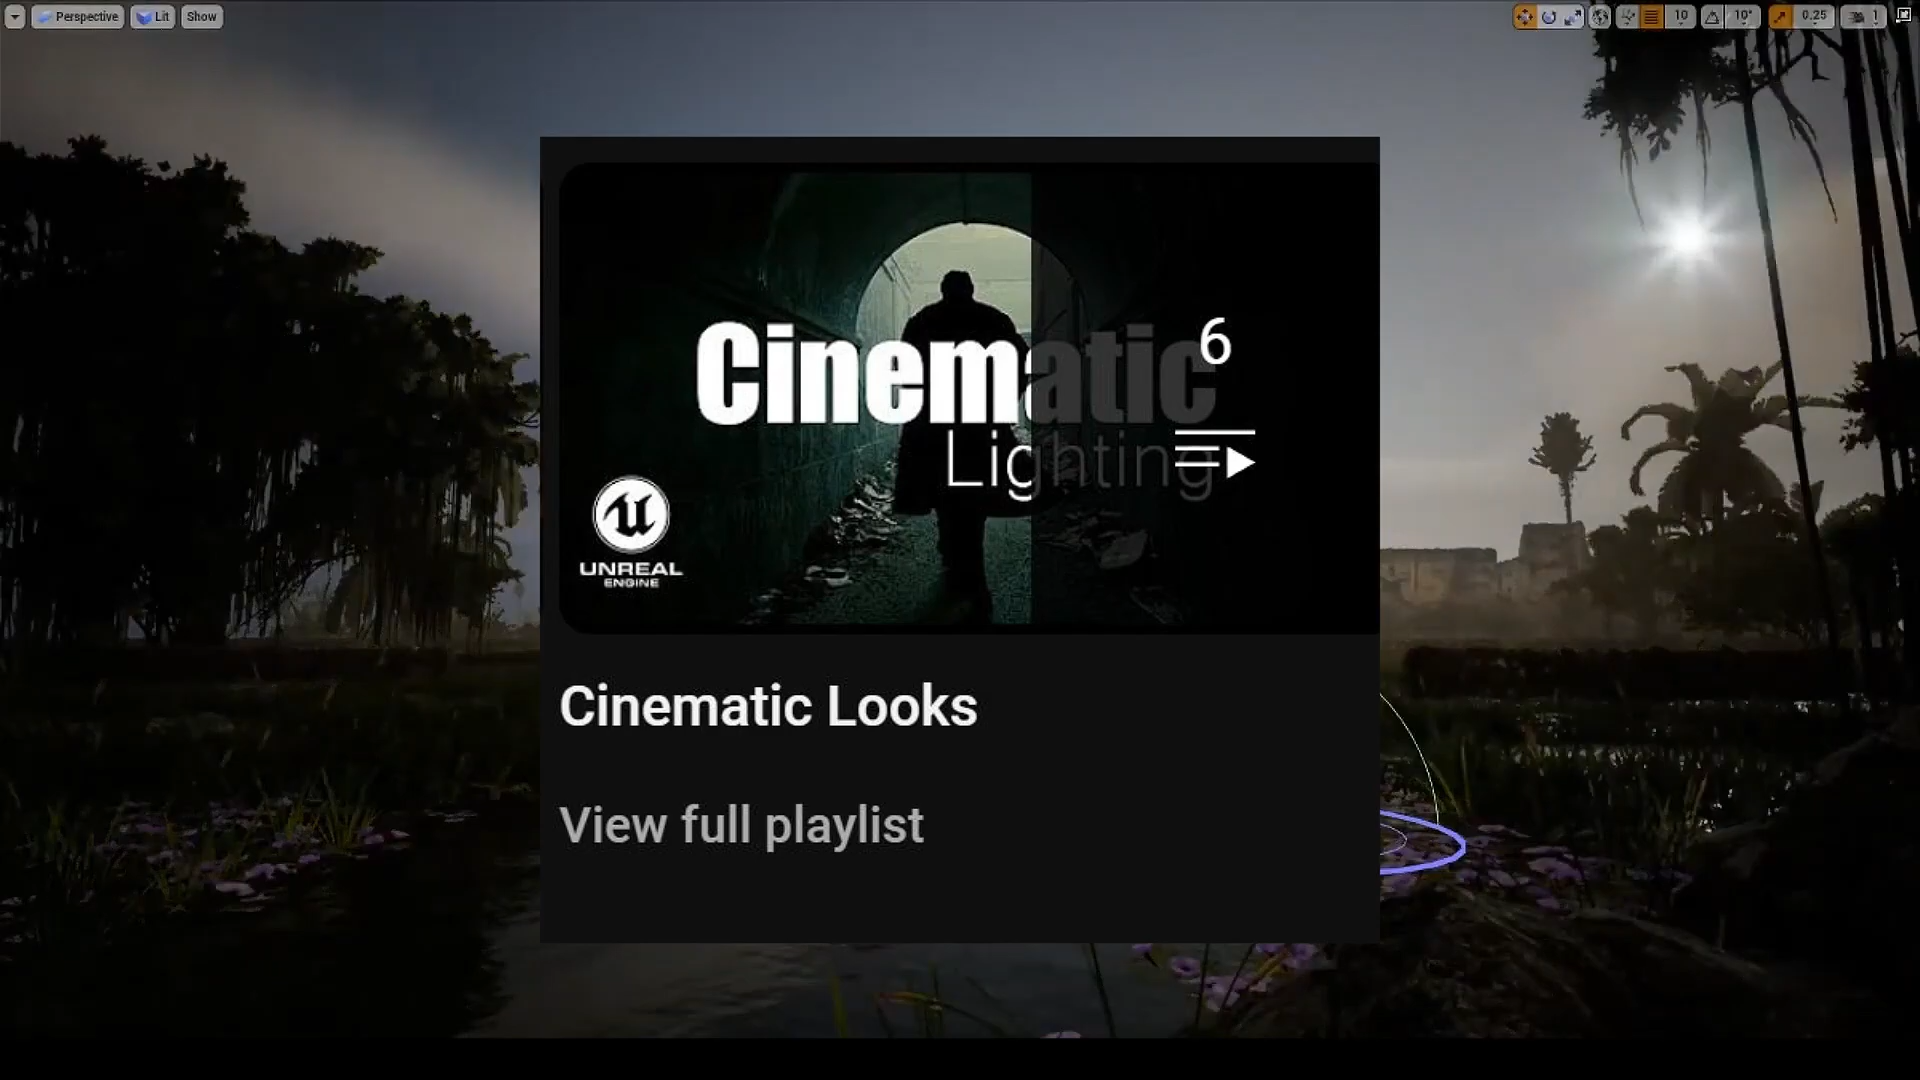 Perspective Lit Show 10 10° 0.25 1
Cinematic 6
Lighting
UNREAL
ENGINE
Cinematic Looks
View full playlist